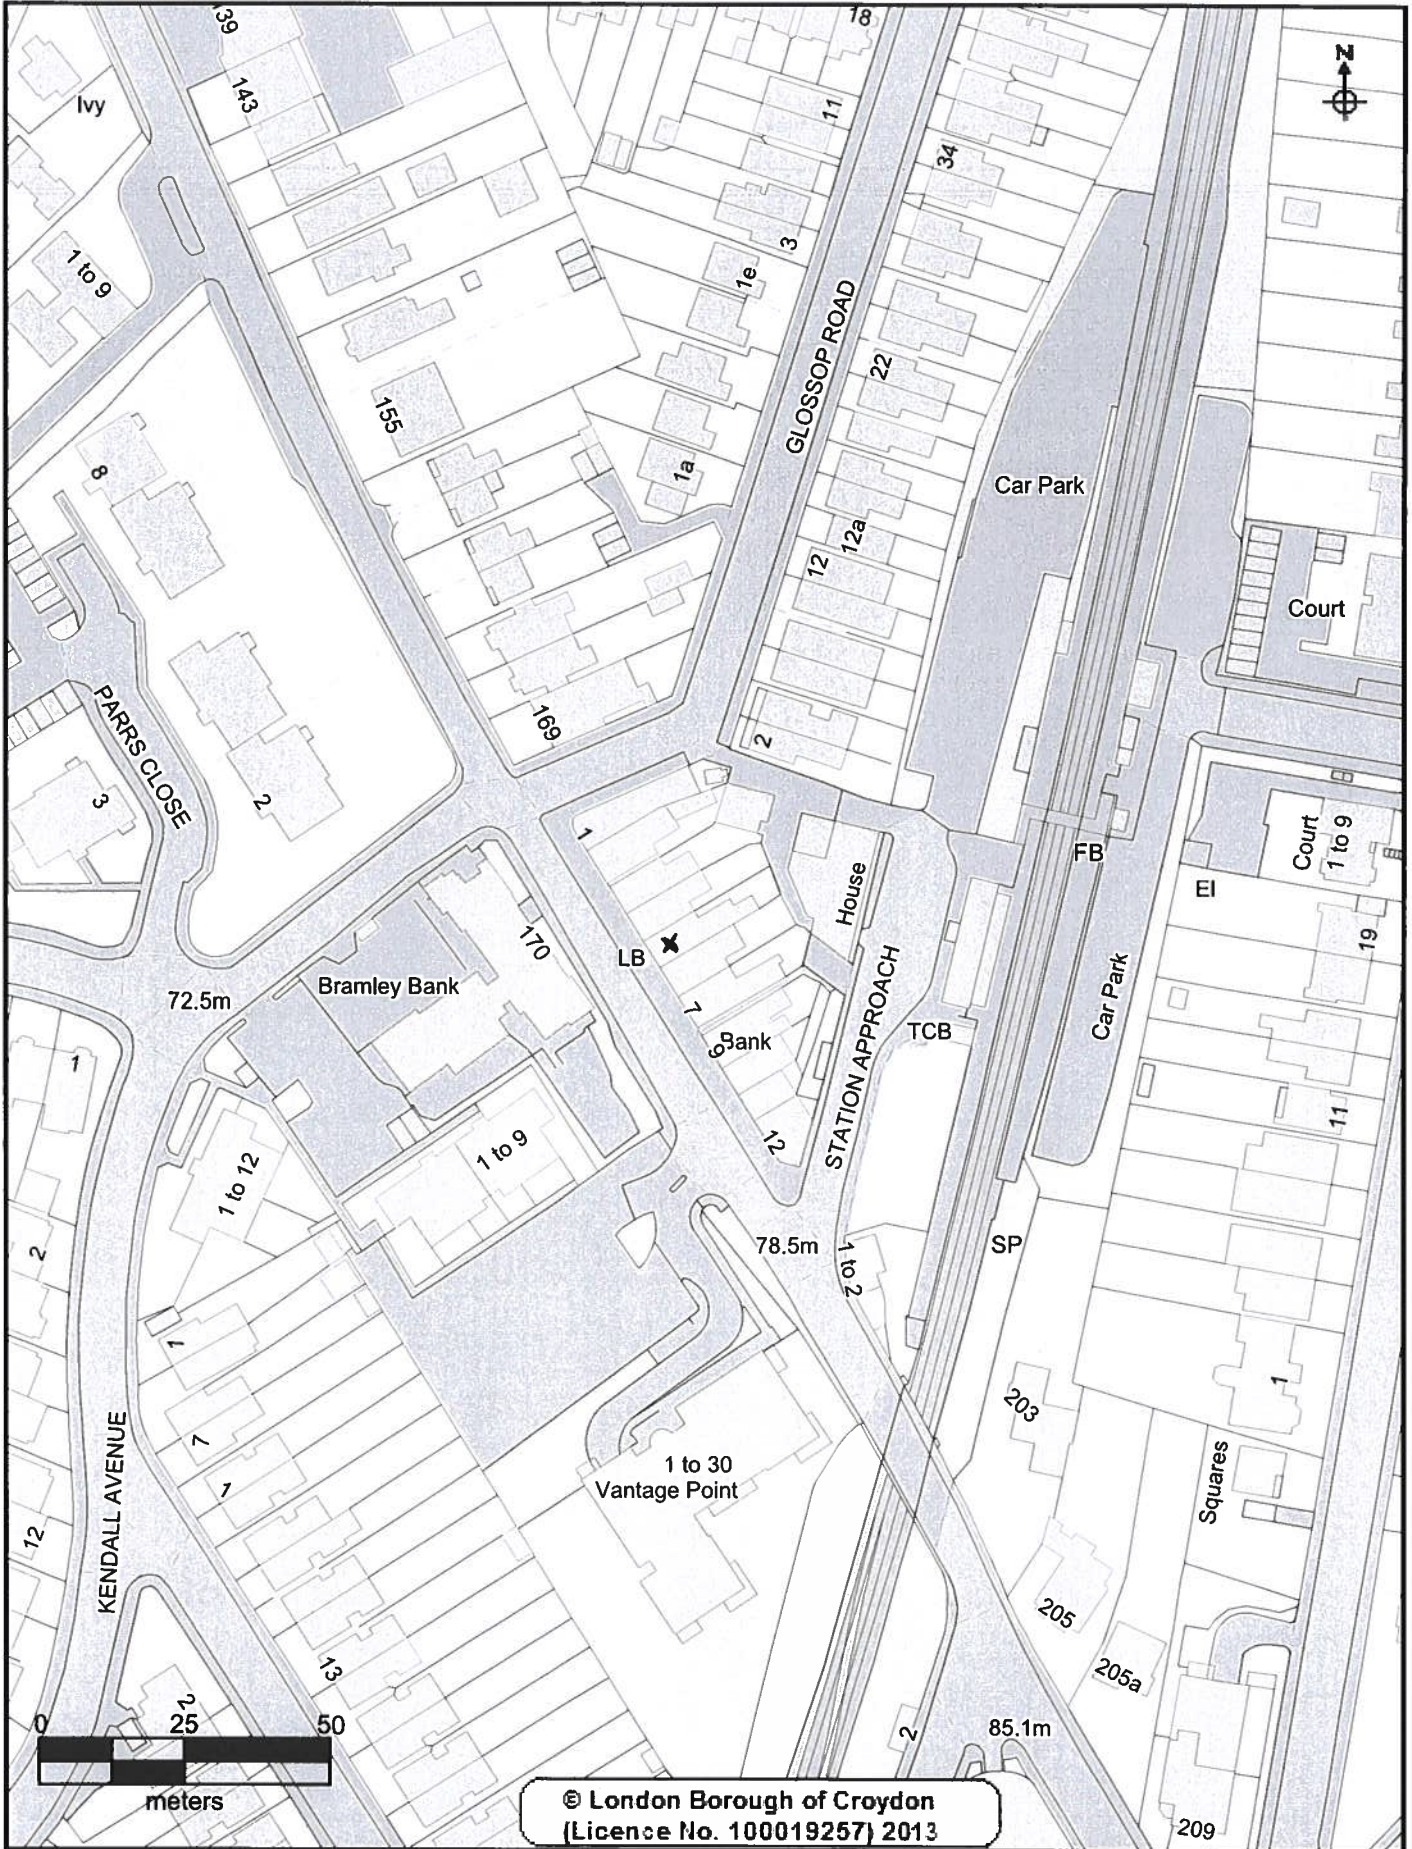 139
18
N
Ivy
143
11
34
1 to 9
3
1e
GLOSSOP ROAD
22
155
8
1a
Car Park
12a
12
Court
PARRS CLOSE
169
2
2
3
1
FB
Court
1 to 9
House
EI
170
LB
19
Bramley Bank
72.5m
7
9
Bank
STATION APPROACH
TCB
Car Park
1
11
12
1 to 9
1 to 12
2
78.5m
1 to 2
SP
1
1
203
7
1
1 to 30
Vantage Point
Squares
KENDALL AVENUE
12
205
13
205a
2
2
85.1m
0 25 50
meters
209
© London Borough of Croydon
(Licence No. 100019257) 2013